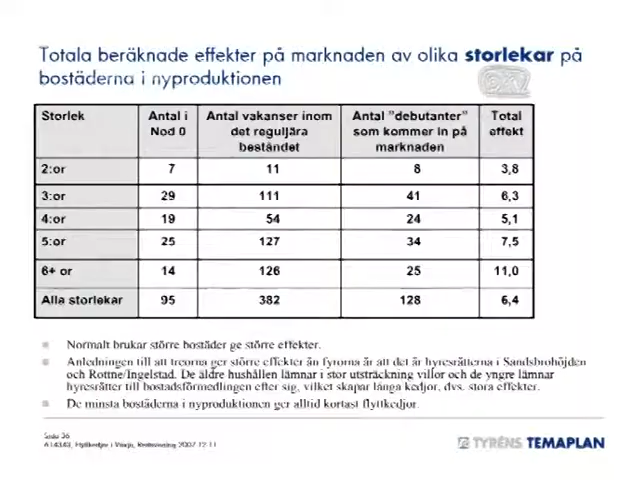 Totala beräknade effekter på marknaden av olika storlekar på
bostäderna i nyproduktionen
Storlek Antal i Nod 0 Antal vakanser inom det reguljära beståndet Antal "debutanter" som kommer in på marknaden Total effekt
2:or 7 11 8 3,8
3:or 29 111 41 6,3
4:or 19 54 24 5,1
5:or 25 127 34 7,5
6+ or 14 126 25 11,0
Alla storlekar 95 382 128 6,4
Normalt brukar större bostäder ge större effekter.
Anledningen till att treorna ger större effekter än fyrorna är att det är hyresrätterna i Sandsbrohöjden
och Rottne/Ingelstad. De äldre hushållen lämnar i stor utsträckning villor och de yngre lämnar
hyresrätter till bostadsförmedlingen efter sig, vilket skapar långa kedjor, dvs. stora effekter.
De minsta bostäderna i nyproduktionen ger alltid kortast flyttkedjor.
Sida 36
Flyttkedjor i Växjö, Redovisning 2007-12-11
TYRÉNS TEMAPLAN